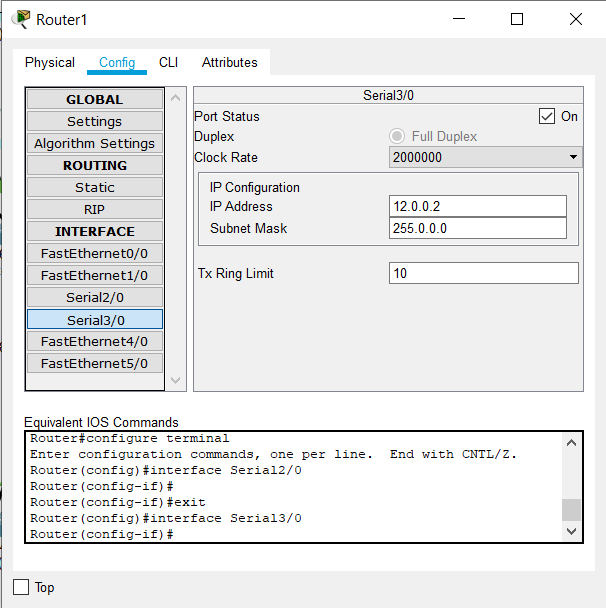 Router1
Physical Config CLI Attributes
GLOBAL
Settings
Algorithm Settings
ROUTING
Static
RIP
INTERFACE
FastEthernet0/0
FastEthernet1/0
Serial2/0
Serial3/0
FastEthernet4/0
FastEthernet5/0
Serial3/0
Port Status On
Duplex Full Duplex
Clock Rate 2000000
IP Configuration
IP Address 12.0.0.2
Subnet Mask 255.0.0.0
Tx Ring Limit 10
Equivalent IOS Commands
Router#configure terminal
Enter configuration commands, one per line. End with CNTL/Z.
Router(config)#interface Serial2/0
Router(config-if)#
Router(config-if)#exit
Router(config)#interface Serial3/0
Router(config-if)#
Top